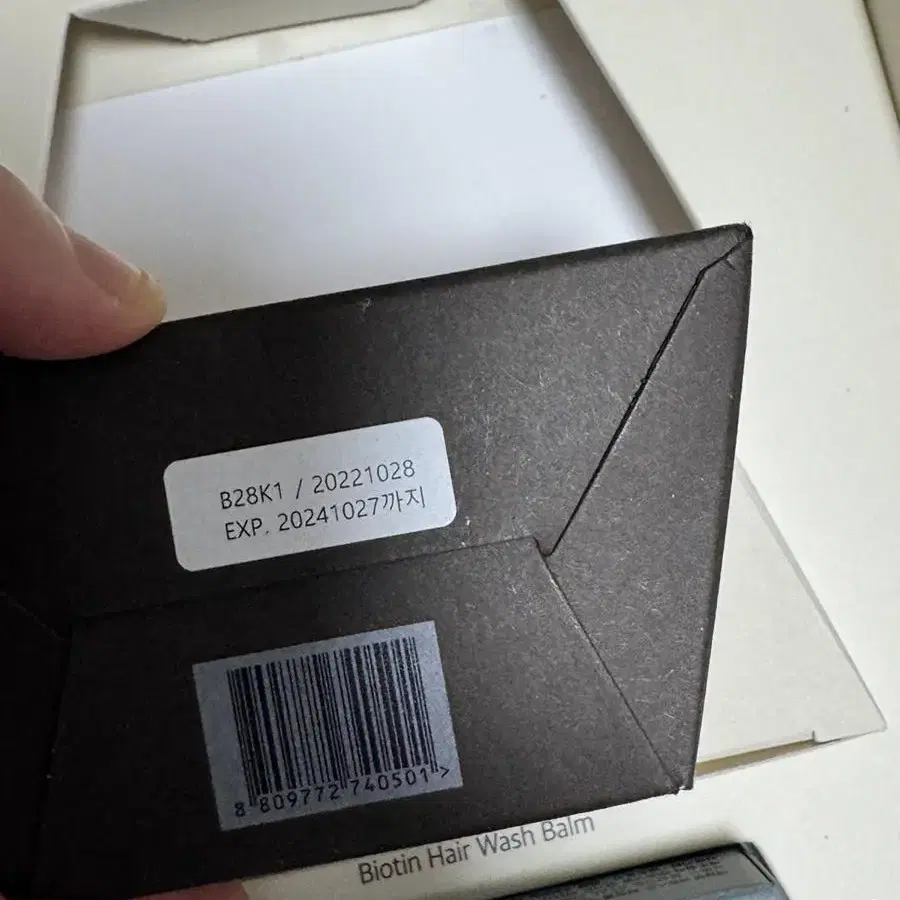 B28K1 / 20221028
EXP. 20241027까지
8 809772 740501 >
Biotin Hair Wash Balm